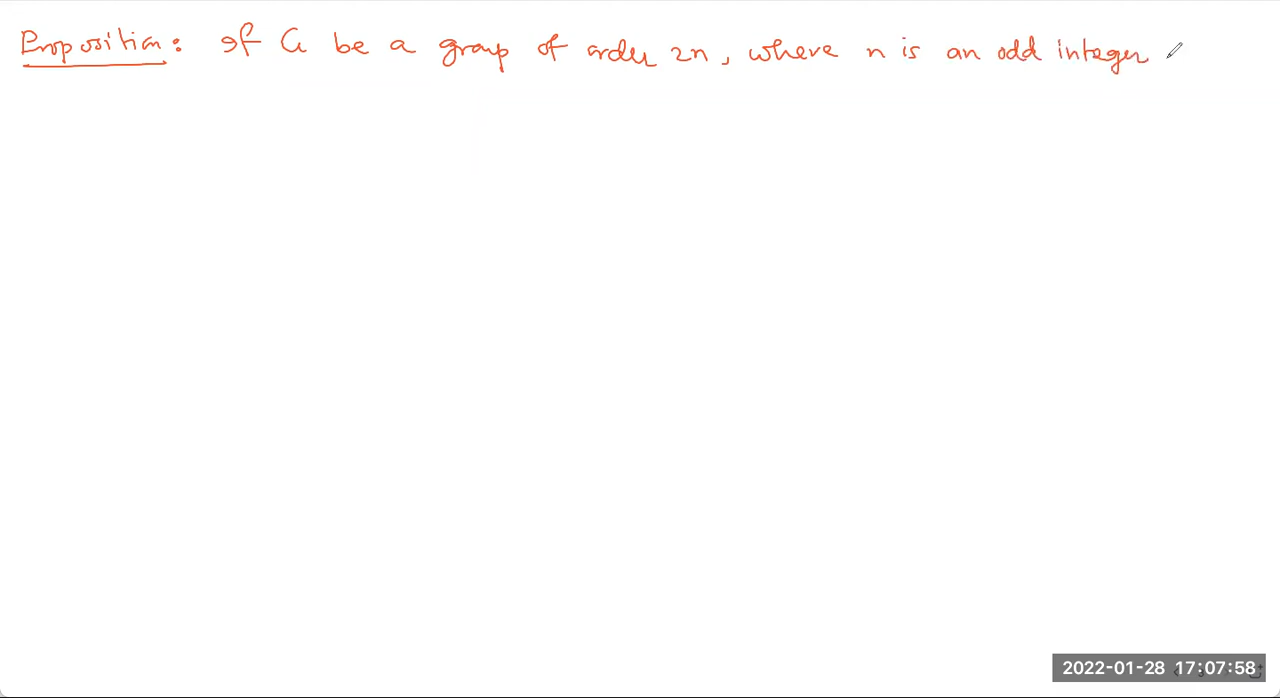 Proposition: If G be a group of order 2n, where n is an odd integer
2022-01-28 17:07:58